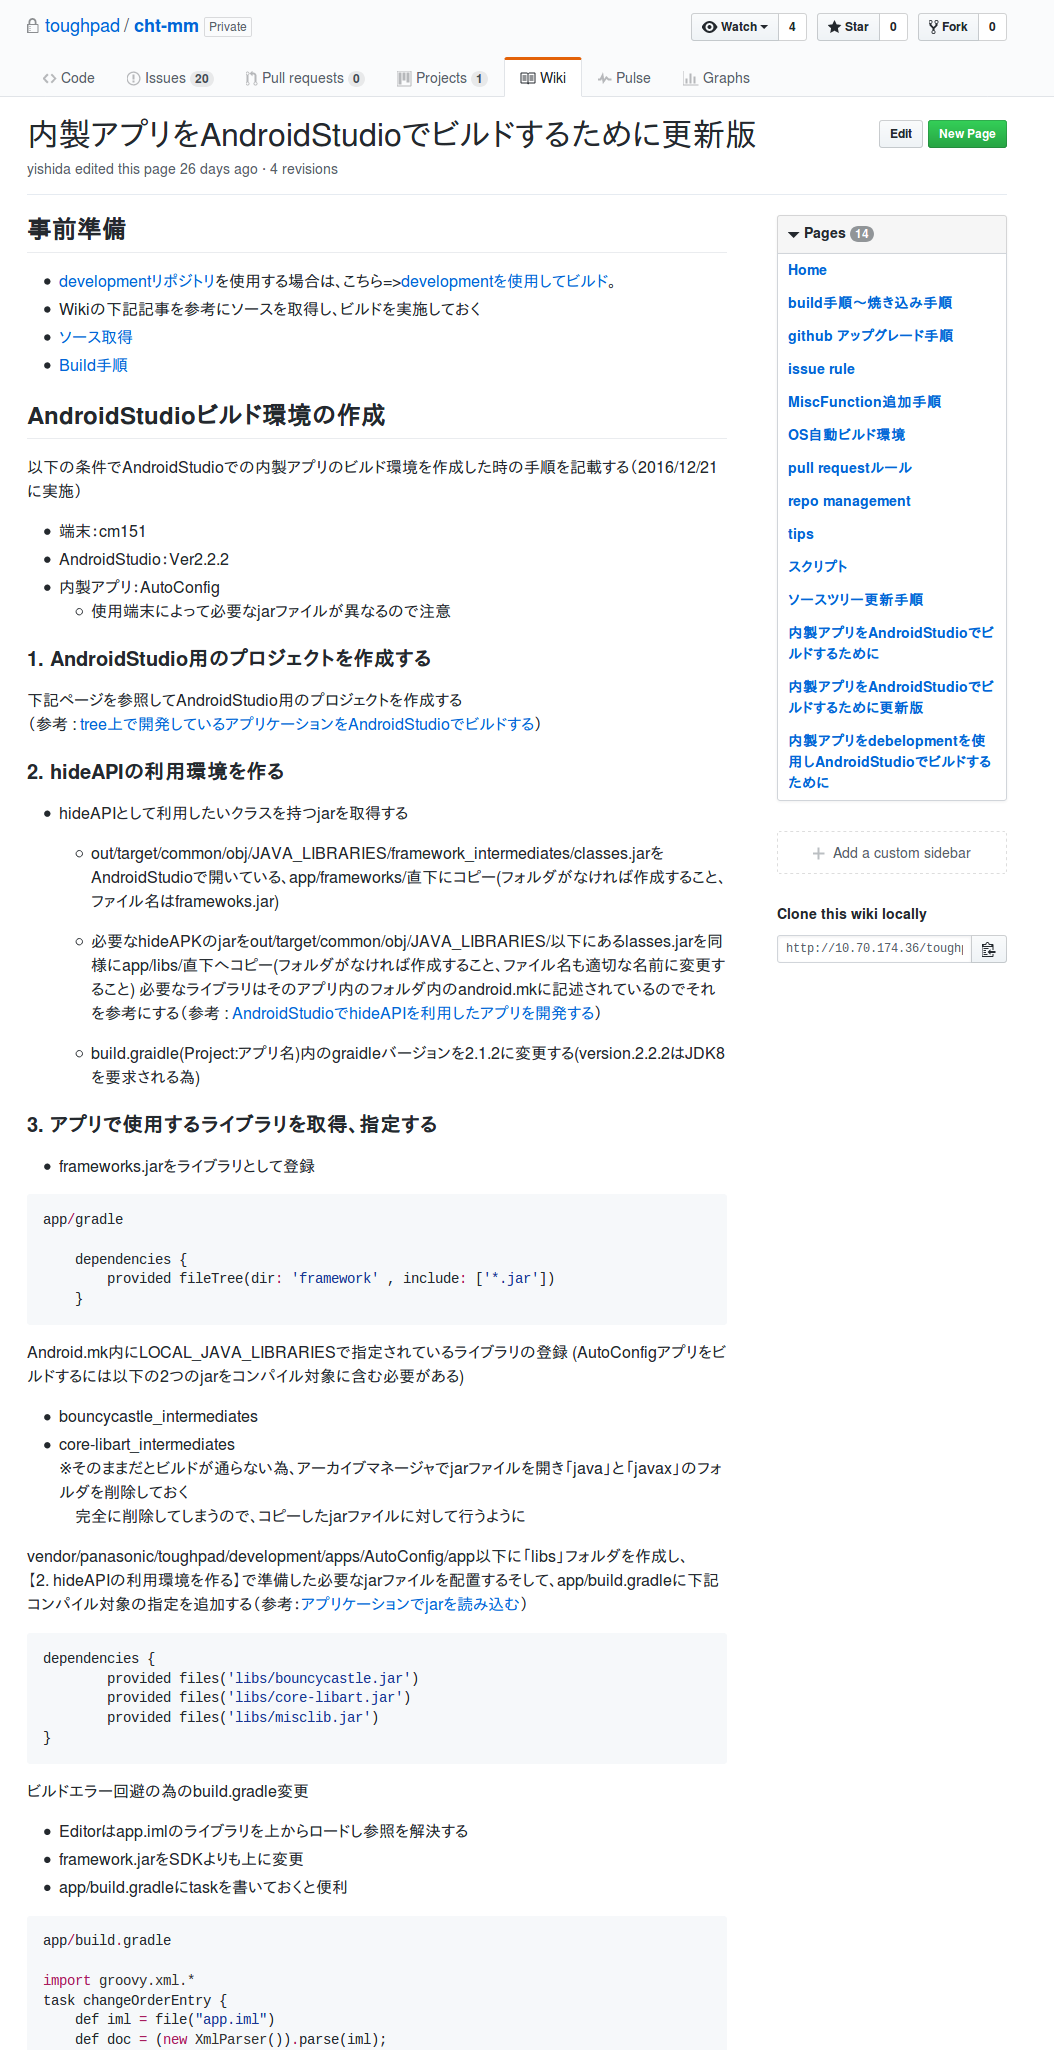 toughpad / cht-mm Private
Watch 4 Star 0 Fork 0
Code Issues 20 Pull requests 0 Projects 1 Wiki Pulse Graphs
内製アプリをAndroidStudioでビルドするために更新版
Edit New Page
yishida edited this page 26 days ago · 4 revisions
事前準備
developmentリポジトリを使用する場合は、こちら=>developmentを使用してビルド。
Wikiの下記記事を参考にソースを取得し、ビルドを実施しておく
ソース取得
Build手順
AndroidStudioビルド環境の作成
以下の条件でAndroidStudioでの内製アプリのビルド環境を作成した時の手順を記載する（2016/12/21
に実施）
端末：cm151
AndroidStudio：Ver2.2.2
内製アプリ：AutoConfig
使用端末によって必要なjarファイルが異なるので注意
1. AndroidStudio用のプロジェクトを作成する
下記ページを参照してAndroidStudio用のプロジェクトを作成する
（参考 : tree上で開発しているアプリケーションをAndroidStudioでビルドする）
2. hideAPIの利用環境を作る
hideAPIとして利用したいクラスを持つjarを取得する
out/target/common/obj/JAVA_LIBRARIES/framework_intermediates/classes.jarを
AndroidStudioで開いている、app/frameworks/直下にコピー(フォルダがなければ作成すること、
ファイル名はframewoks.jar)
必要なhideAPKのjarをout/target/common/obj/JAVA_LIBRARIES/以下にあるlasses.jarを同
様にapp/libs/直下へコピー(フォルダがなければ作成すること、ファイル名も適切な名前に変更す
ること) 必要なライブラリはそのアプリ内のフォルダ内のandroid.mkに記述されているのでそれ
を参考にする（参考 : AndroidStudioでhideAPIを利用したアプリを開発する）
build.graidle(Project:アプリ名)内のgraidleバージョンを2.1.2に変更する(version.2.2.2はJDK8
を要求される為)
3. アプリで使用するライブラリを取得、指定する
frameworks.jarをライブラリとして登録
app/gradle
dependencies {
provided fileTree(dir: 'framework' , include: ['*.jar'])
}
Android.mk内にLOCAL_JAVA_LIBRARIESで指定されているライブラリの登録 (AutoConfigアプリをビ
ルドするには以下の2つのjarをコンパイル対象に含む必要がある)
bouncycastle_intermediates
core-libart_intermediates
※そのままだとビルドが通らない為、アーカイブマネージャでjarファイルを開き「java」と「javax」のフォ
ルダを削除しておく
完全に削除してしまうので、コピーしたjarファイルに対して行うように
vendor/panasonic/toughpad/development/apps/AutoConfig/app以下に「libs」フォルダを作成し、
【2. hideAPIの利用環境を作る】で準備した必要なjarファイルを配置するそして、app/build.gradleに下記
コンパイル対象の指定を追加する（参考：アプリケーションでjarを読み込む）
dependencies {
provided files('libs/bouncycastle.jar')
provided files('libs/core-libart.jar')
provided files('libs/misclib.jar')
}
ビルドエラー回避の為のbuild.gradle変更
Editorはapp.imlのライブラリを上からロードし参照を解決する
framework.jarをSDKよりも上に変更
app/build.gradleにtaskを書いておくと便利
app/build.gradle
import groovy.xml.*
task changeOrderEntry {
def iml = file("app.iml")
def doc = (new XmlParser()).parse(iml);
Pages 14
Home
build手順〜焼き込み手順
github アップグレード手順
issue rule
MiscFunction追加手順
OS自動ビルド環境
pull requestルール
repo management
tips
スクリプト
ソースツリー更新手順
内製アプリをAndroidStudioでビ
ルドするために
内製アプリをAndroidStudioでビ
ルドするために更新版
内製アプリをdebelopmentを使
用しAndroidStudioでビルドする
ために
Add a custom sidebar
Clone this wiki locally
http://10.70.174.36/toughp